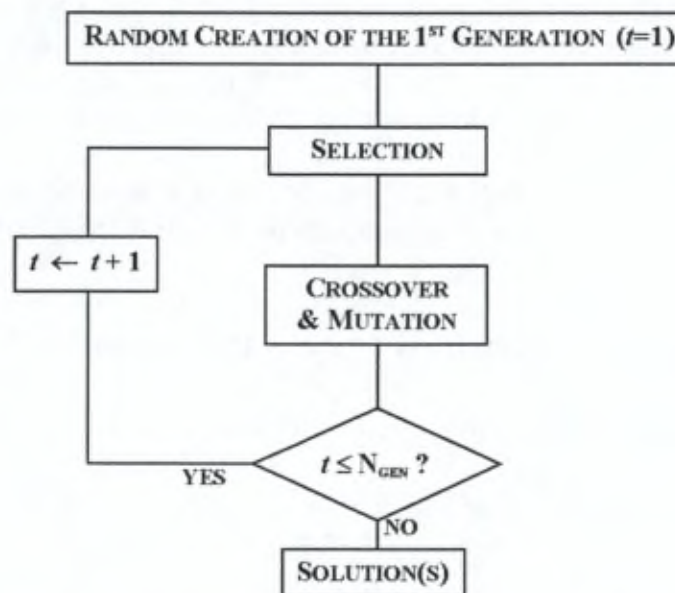 RANDOM CREATION OF THE 1ST GENERATION (t=1)
SELECTION
t ← t + 1
CROSSOVER
& MUTATION
t ≤ NGEN ?
YES
NO
SOLUTION(S)